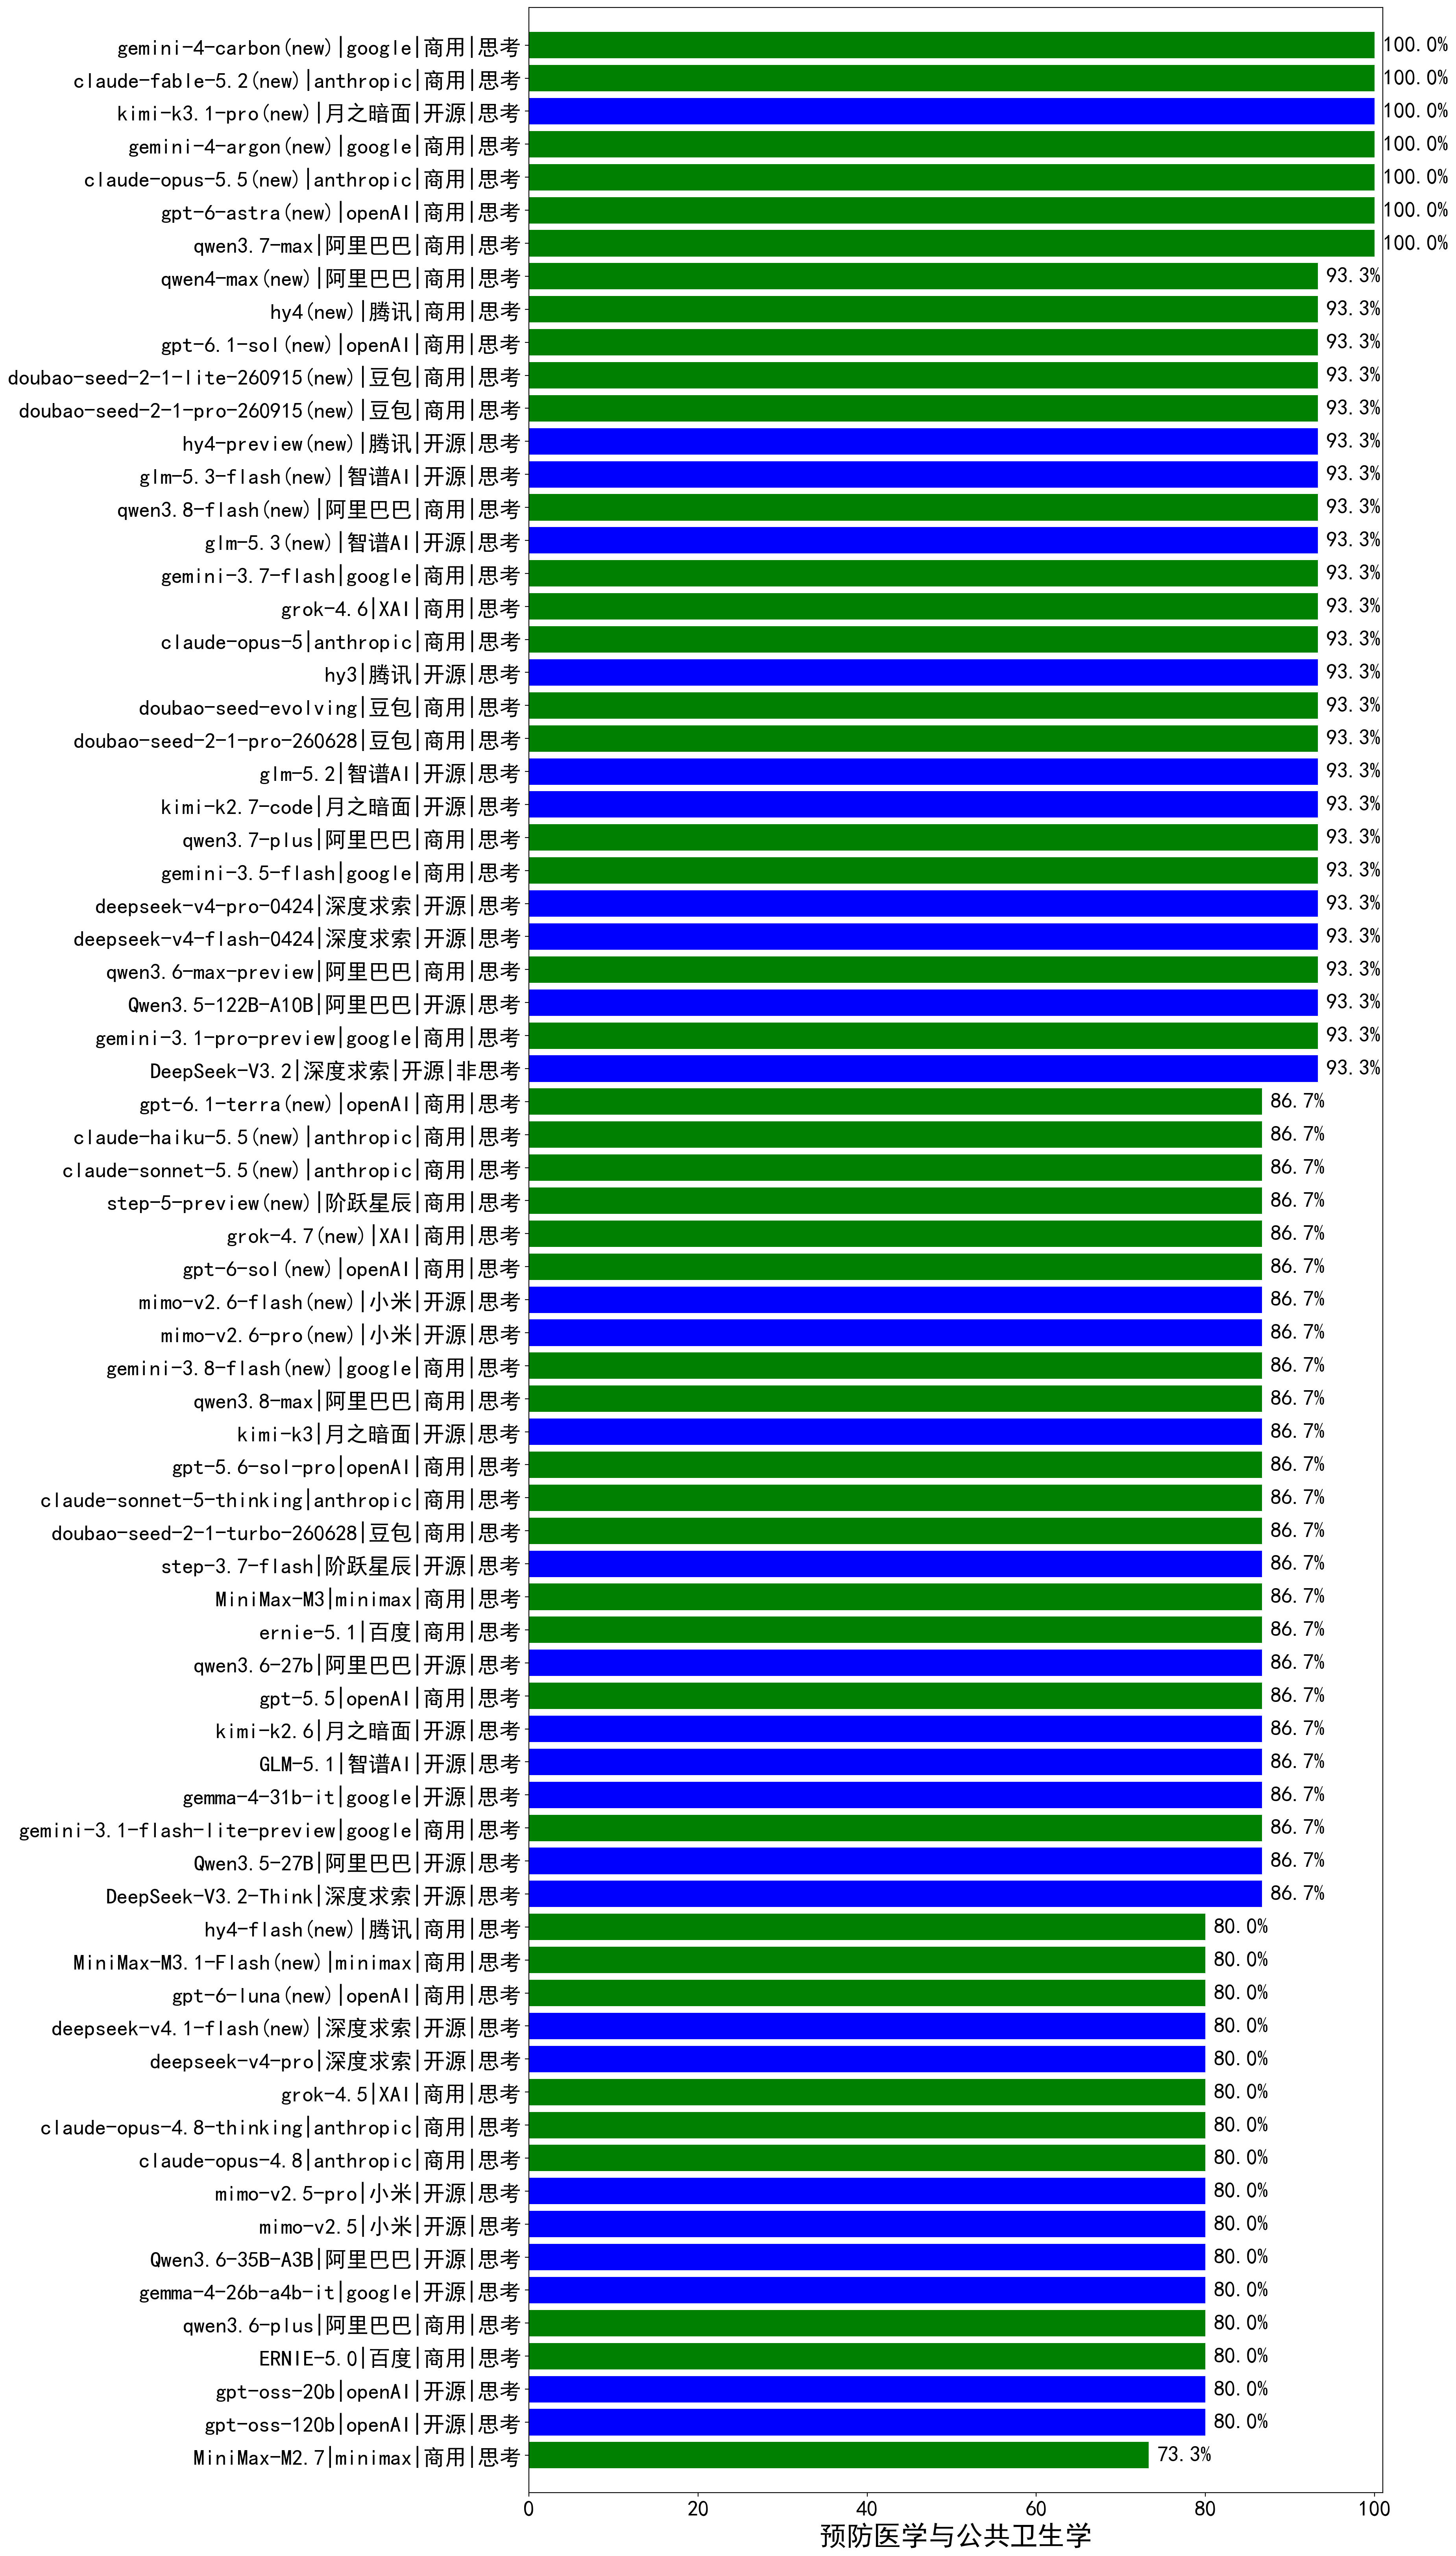 gemini-4-carbon(new)|google|商用|思考 100.0%
claude-fable-5.2(new)|anthropic|商用|思考 100.0%
kimi-k3.1-pro(new)|月之暗面|开源|思考 100.0%
gemini-4-argon(new)|google|商用|思考 100.0%
claude-opus-5.5(new)|anthropic|商用|思考 100.0%
gpt-6-astra(new)|openAI|商用|思考 100.0%
qwen3.7-max|阿里巴巴|商用|思考 100.0%
qwen4-max(new)|阿里巴巴|商用|思考 93.3%
hy4(new)|腾讯|商用|思考 93.3%
gpt-6.1-sol(new)|openAI|商用|思考 93.3%
doubao-seed-2-1-lite-260915(new)|豆包|商用|思考 93.3%
doubao-seed-2-1-pro-260915(new)|豆包|商用|思考 93.3%
hy4-preview(new)|腾讯|开源|思考 93.3%
glm-5.3-flash(new)|智谱AI|开源|思考 93.3%
qwen3.8-flash(new)|阿里巴巴|商用|思考 93.3%
glm-5.3(new)|智谱AI|开源|思考 93.3%
gemini-3.7-flash|google|商用|思考 93.3%
grok-4.6|XAI|商用|思考 93.3%
claude-opus-5|anthropic|商用|思考 93.3%
hy3|腾讯|开源|思考 93.3%
doubao-seed-evolving|豆包|商用|思考 93.3%
doubao-seed-2-1-pro-260628|豆包|商用|思考 93.3%
glm-5.2|智谱AI|开源|思考 93.3%
kimi-k2.7-code|月之暗面|开源|思考 93.3%
qwen3.7-plus|阿里巴巴|商用|思考 93.3%
gemini-3.5-flash|google|商用|思考 93.3%
deepseek-v4-pro-0424|深度求索|开源|思考 93.3%
deepseek-v4-flash-0424|深度求索|开源|思考 93.3%
qwen3.6-max-preview|阿里巴巴|商用|思考 93.3%
Qwen3.5-122B-A10B|阿里巴巴|开源|思考 93.3%
gemini-3.1-pro-preview|google|商用|思考 93.3%
DeepSeek-V3.2|深度求索|开源|非思考 93.3%
gpt-6.1-terra(new)|openAI|商用|思考 86.7%
claude-haiku-5.5(new)|anthropic|商用|思考 86.7%
claude-sonnet-5.5(new)|anthropic|商用|思考 86.7%
step-5-preview(new)|阶跃星辰|商用|思考 86.7%
grok-4.7(new)|XAI|商用|思考 86.7%
gpt-6-sol(new)|openAI|商用|思考 86.7%
mimo-v2.6-flash(new)|小米|开源|思考 86.7%
mimo-v2.6-pro(new)|小米|开源|思考 86.7%
gemini-3.8-flash(new)|google|商用|思考 86.7%
qwen3.8-max|阿里巴巴|商用|思考 86.7%
kimi-k3|月之暗面|开源|思考 86.7%
gpt-5.6-sol-pro|openAI|商用|思考 86.7%
claude-sonnet-5-thinking|anthropic|商用|思考 86.7%
doubao-seed-2-1-turbo-260628|豆包|商用|思考 86.7%
step-3.7-flash|阶跃星辰|开源|思考 86.7%
MiniMax-M3|minimax|商用|思考 86.7%
ernie-5.1|百度|商用|思考 86.7%
qwen3.6-27b|阿里巴巴|开源|思考 86.7%
gpt-5.5|openAI|商用|思考 86.7%
kimi-k2.6|月之暗面|开源|思考 86.7%
GLM-5.1|智谱AI|开源|思考 86.7%
gemma-4-31b-it|google|开源|思考 86.7%
gemini-3.1-flash-lite-preview|google|商用|思考 86.7%
Qwen3.5-27B|阿里巴巴|开源|思考 86.7%
DeepSeek-V3.2-Think|深度求索|开源|思考 86.7%
hy4-flash(new)|腾讯|商用|思考 80.0%
MiniMax-M3.1-Flash(new)|minimax|商用|思考 80.0%
gpt-6-luna(new)|openAI|商用|思考 80.0%
deepseek-v4.1-flash(new)|深度求索|开源|思考 80.0%
deepseek-v4-pro|深度求索|开源|思考 80.0%
grok-4.5|XAI|商用|思考 80.0%
claude-opus-4.8-thinking|anthropic|商用|思考 80.0%
claude-opus-4.8|anthropic|商用|思考 80.0%
mimo-v2.5-pro|小米|开源|思考 80.0%
mimo-v2.5|小米|开源|思考 80.0%
Qwen3.6-35B-A3B|阿里巴巴|开源|思考 80.0%
gemma-4-26b-a4b-it|google|开源|思考 80.0%
qwen3.6-plus|阿里巴巴|商用|思考 80.0%
ERNIE-5.0|百度|商用|思考 80.0%
gpt-oss-20b|openAI|开源|思考 80.0%
gpt-oss-120b|openAI|开源|思考 80.0%
MiniMax-M2.7|minimax|商用|思考 73.3%
0 20 40 60 80 100
预防医学与公共卫生学